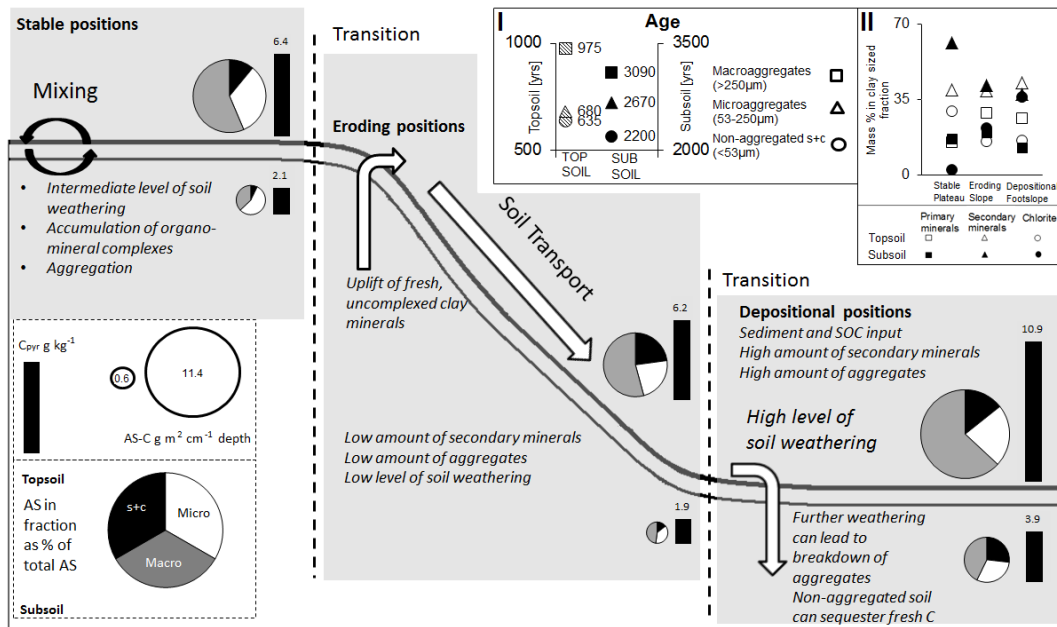 Stable positions
6.4
Mixing
2.1
• Intermediate level of soil
weathering
• Accumulation of organo-
mineral complexes
• Aggregation
Cpyr g kg⁻¹
0.6
11.4
AS-C g m² cm⁻¹ depth
Topsoil
AS in
fraction
as % of
total AS
s+c
Micro
Macro
Subsoil
Transition
Eroding positions
Uplift of fresh,
uncomplexed clay
minerals
Soil Transport
6.2
Low amount of secondary minerals
Low amount of aggregates
Low level of soil weathering
1.9
I
Age
1000
500
Topsoil [yrs]
975
680
635
3090
2670
2200
TOP
SOIL
SUB
SOIL
3500
2000
Subsoil [yrs]
Macroaggregates
(>250µm)
Microaggregates
(53-250µm)
Non-aggregated s+c
(<53µm)
II
70
35
0
Mass % in clay sized
fraction
Stable
Plateau
Eroding
Slope
Depositional
Footslope
Primary
minerals
Secondary
minerals
Chlorite
Topsoil
Subsoil
Transition
Depositional positions
Sediment and SOC input
High amount of secondary minerals
High amount of aggregates
10.9
High level of
soil weathering
Further weathering
can lead to
breakdown of
aggregates
Non-aggregated soil
can sequester fresh C
3.9